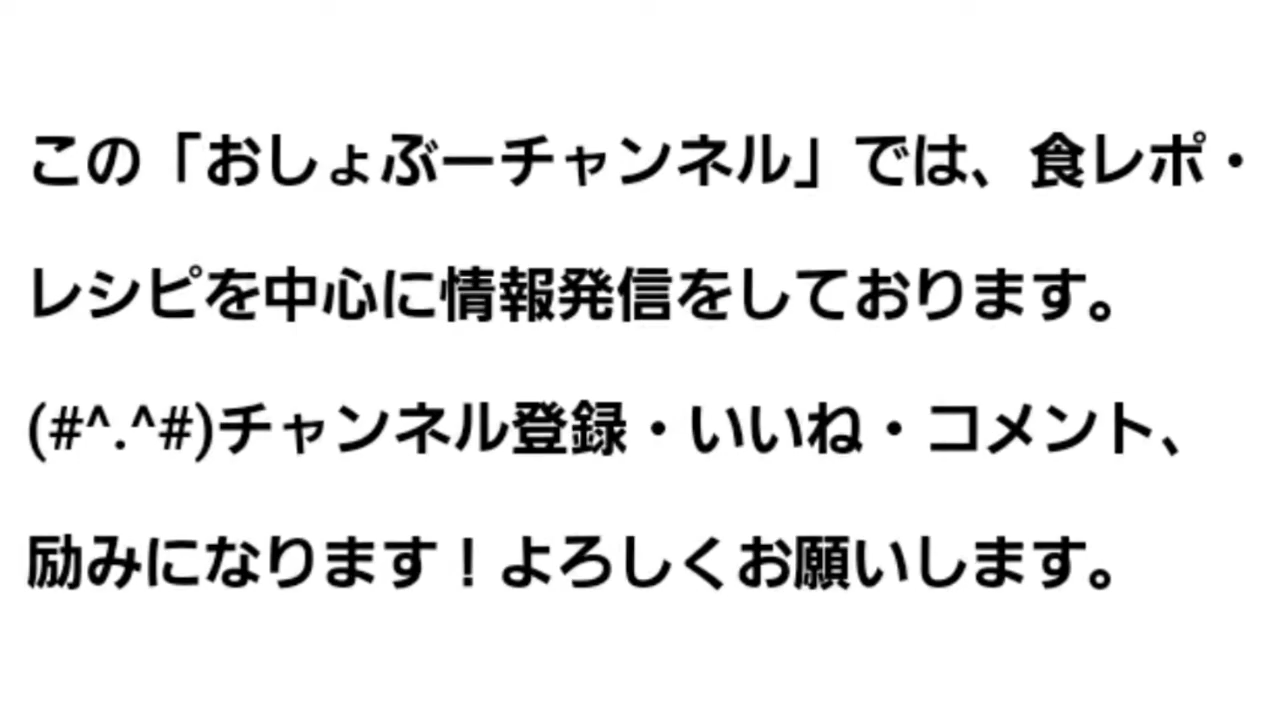 この「おしょぶーチャンネル」では、食レポ・
レシピを中心に情報発信をしております。
(#^.^#)チャンネル登録・いいね・コメント、
励みになります！よろしくお願いします。